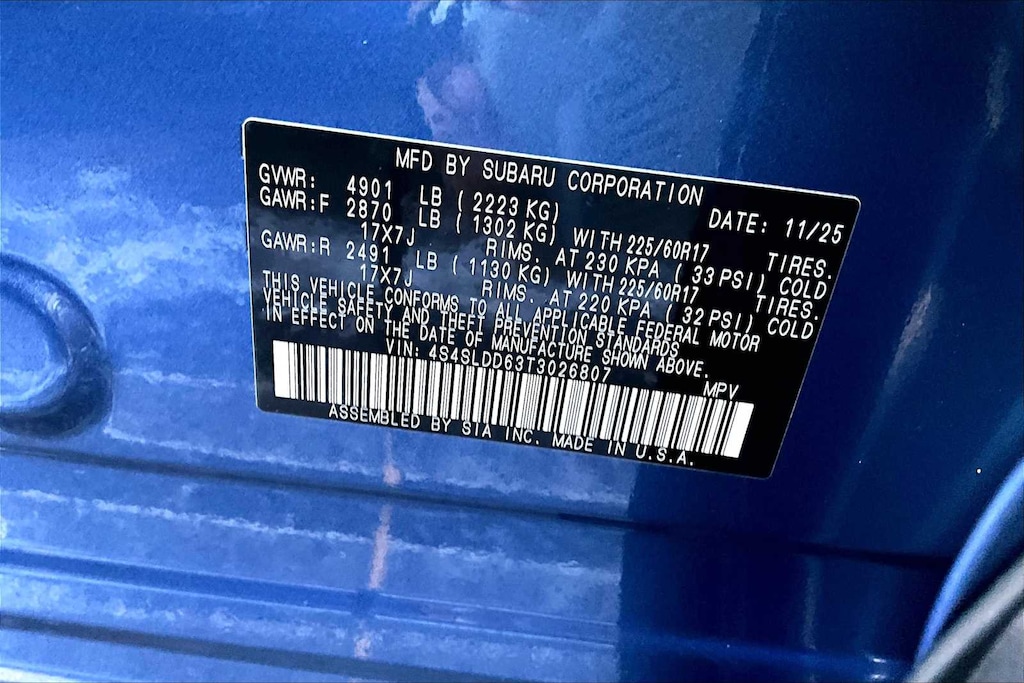 MFD BY SUBARU CORPORATION
DATE: 11/25
GVWR: 4901 LB ( 2223 KG)
GAWR:F 2870 LB ( 1302 KG) WITH 225/60R17 TIRES.
17X7J RIMS. AT 230 KPA ( 33 PSI) COLD
GAWR:R 2491 LB ( 1130 KG) WITH 225/60R17 TIRES.
17X7J RIMS. AT 220 KPA ( 32 PSI) COLD
THIS VEHICLE CONFORMS TO ALL APPLICABLE FEDERAL MOTOR
VEHICLE SAFETY AND THEFT PREVENTION STANDARDS
IN EFFECT ON THE DATE OF MANUFACTURE SHOWN ABOVE.
VIN: 4S4SLDD63T3026807 MPV
ASSEMBLED BY SIA INC. MADE IN U.S.A.